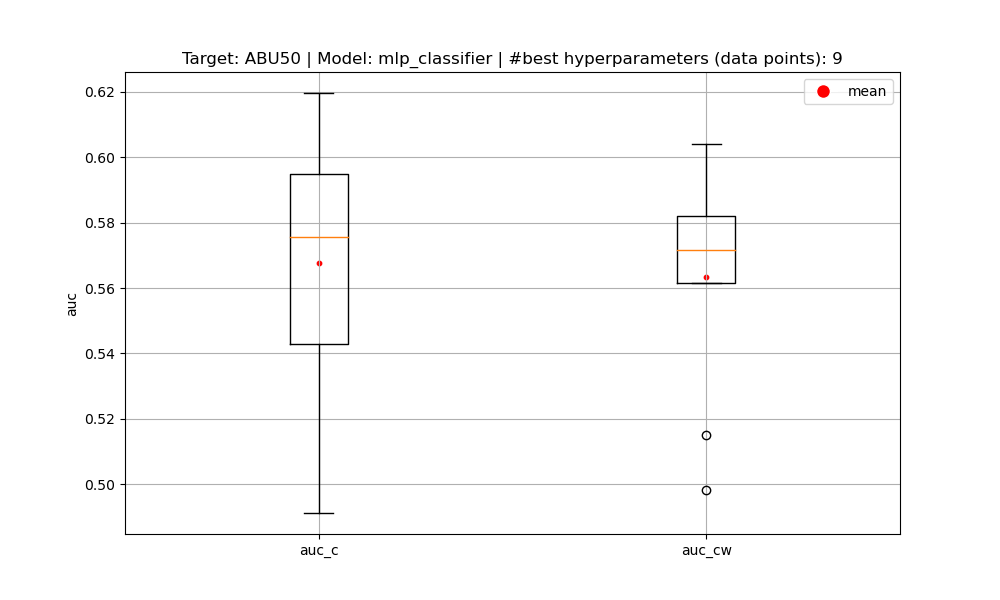 Target: ABU50 | Model: mlp_classifier | #best hyperparameters (data points): 9
mean
0.62
0.60
0.58
0.56
0.54
0.52
0.50
auc
auc_c
auc_cw